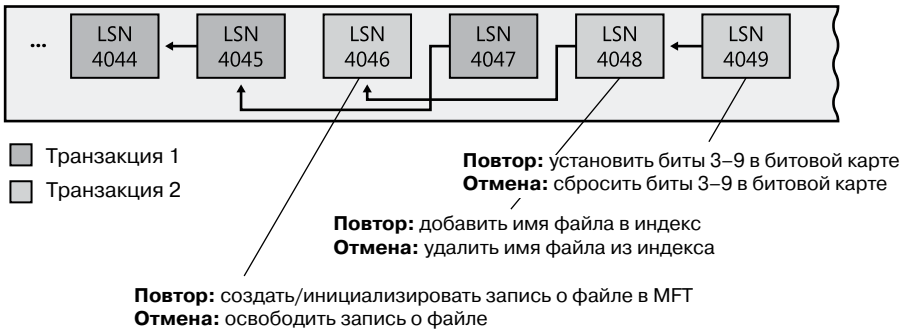 ... LSN 4044 LSN 4045 LSN 4046 LSN 4047 LSN 4048 LSN 4049
Транзакция 1
Транзакция 2
Повтор: установить биты 3–9 в битовой карте
Отмена: сбросить биты 3–9 в битовой карте
Повтор: добавить имя файла в индекс
Отмена: удалить имя файла из индекса
Повтор: создать/инициализировать запись о файле в MFT
Отмена: освободить запись о файле